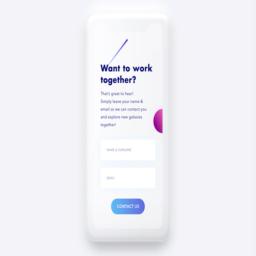 Want to work
together?
That's great to hear!
Simply leave your name &
email so we can contact you
and explore new galaxies
together!
NAME & SURNAME
EMAIL
CONTACT US